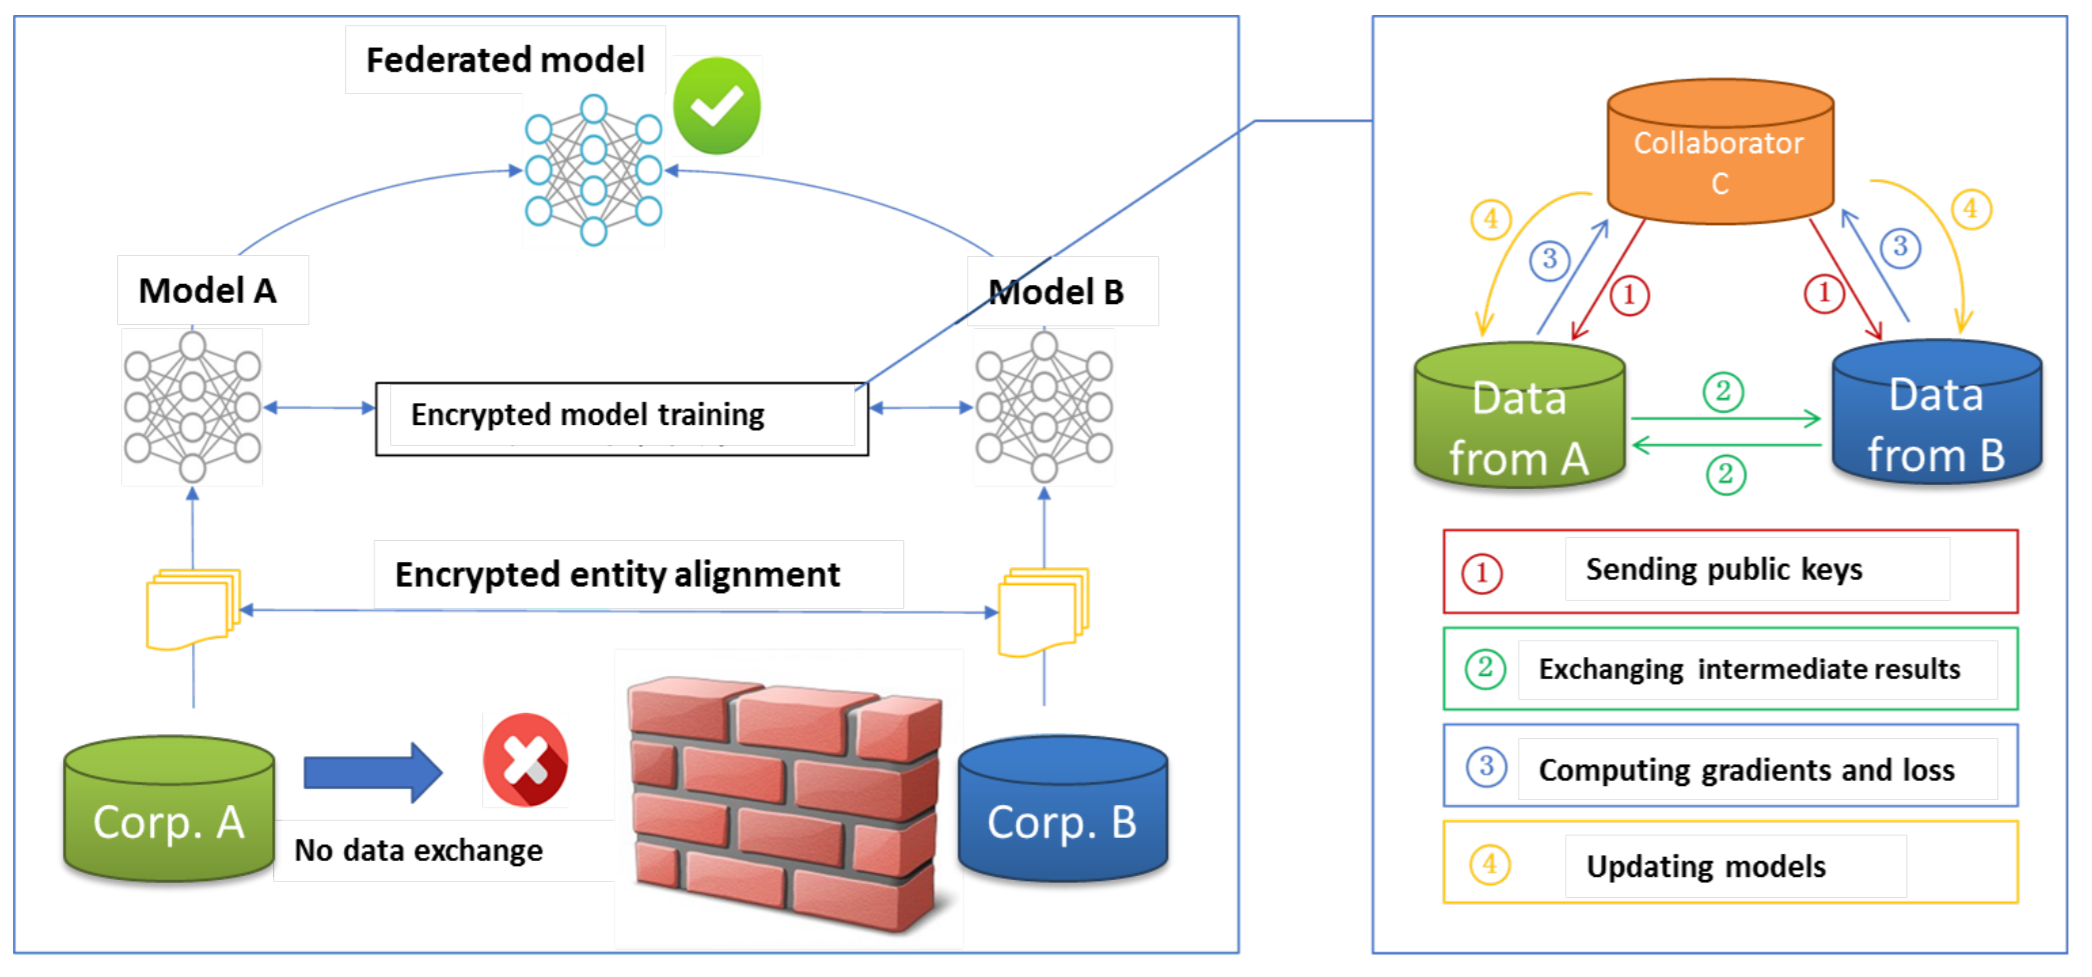 Federated model
Model A
Model B
Encrypted model training
Encrypted entity alignment
Corp. A
No data exchange
Corp. B
Collaborator
C
4
3
1
1
3
4
Data
from A
2
2
Data
from B
1 Sending public keys
2 Exchanging intermediate results
3 Computing gradients and loss
4 Updating models